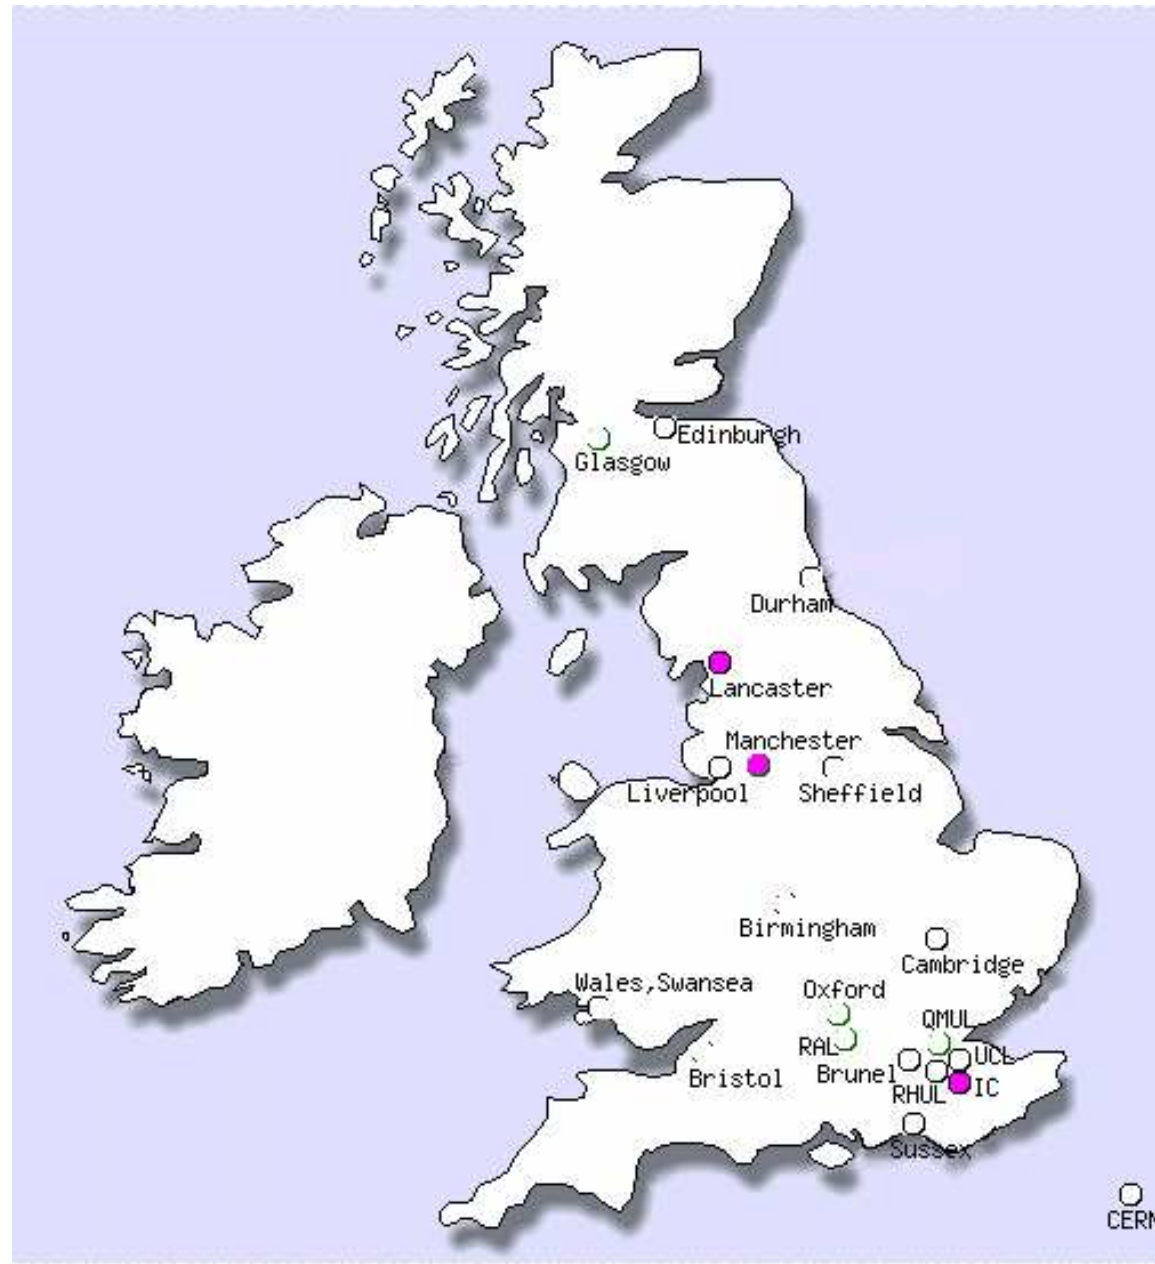 Edinburgh
Glasgow
Durham
Lancaster
Manchester
Liverpool
Sheffield
Birmingham
Cambridge
Wales,Swansea
Oxford
QMUL
RAL
UCL
Brunel
Bristol
RHUL
IC
Sussex
CERN